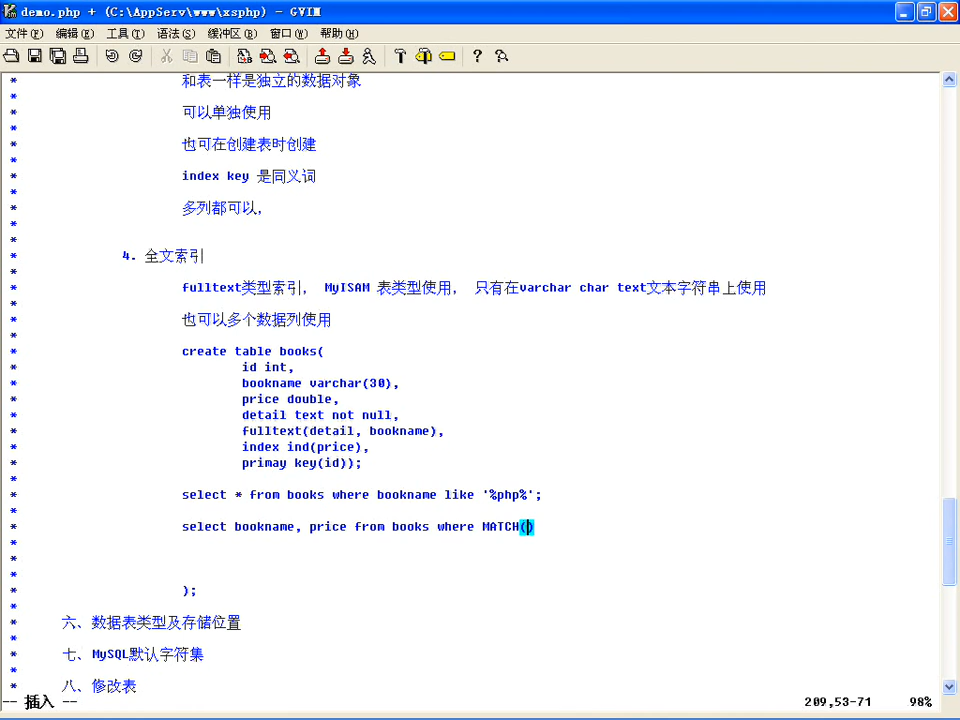 demo.php + (C:\AppServ\www\xsphp) - GVIM
文件(F) 编辑(E) 工具(T) 语法(S) 缓冲区(B) 窗口(W) 帮助(H)
* 和表一样是独立的数据对象
*
* 可以单独使用
*
* 也可在创建表时创建
*
* index key 是同义词
*
* 多列都可以,
*
*
* 4. 全文索引
*
* fulltext类型索引, MyISAM 表类型使用, 只有在varchar char text文本字符串上使用
*
* 也可以多个数据列使用
*
* create table books(
* id int,
* bookname varchar(30),
* price double,
* detail text not null,
* fulltext(detail, bookname),
* index ind(price),
* primay key(id));
*
* select * from books where bookname like '%php%';
*
* select bookname, price from books where MATCH()
*
*
*
* );
*
* 六、数据表类型及存储位置
*
* 七、MySQL默认字符集
*
* 八、修改表
-- 插入 -- 209,53-71 98%